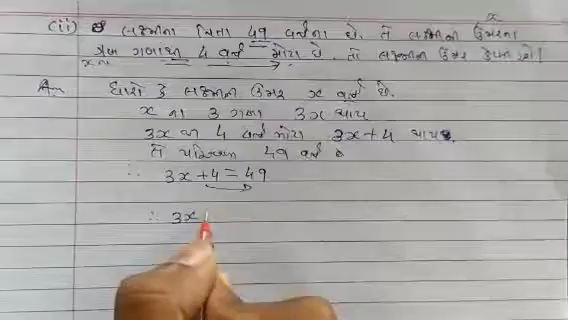 x
(ii) લક્ષ્મીના પિતા 49 વર્ષના છે. તે લક્ષ્મીની ઉંમરના
ત્રણ ગણાથી 4 વર્ષ મોટા છે. તો લક્ષ્મીની ઉંમર
x ના
Ans ધારો કે લક્ષ્મીની ઉંમર x વર્ષ છે.
x ના 3 ગણા 3x થાય
3x થી 4 વર્ષ મોટા 3x+4 થાય.
49 વર્ષ
∴ 3x + 4 = 49
∴ 3x